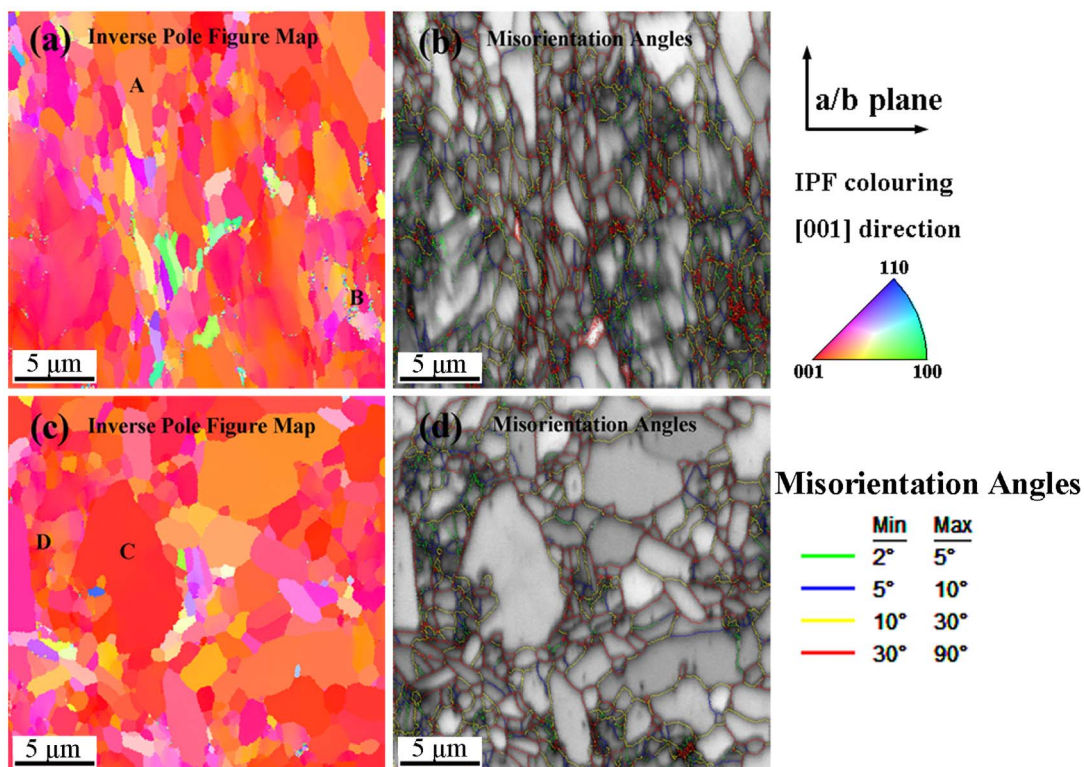 (a) Inverse Pole Figure Map
A
B
5 μm
(b) Misorientation Angles
5 μm
a/b plane
IPF colouring
[001] direction
110
001
100
(c) Inverse Pole Figure Map
D
C
5 μm
(d) Misorientation Angles
5 μm
Misorientation Angles
Min Max
2° 5°
5° 10°
10° 30°
30° 90°